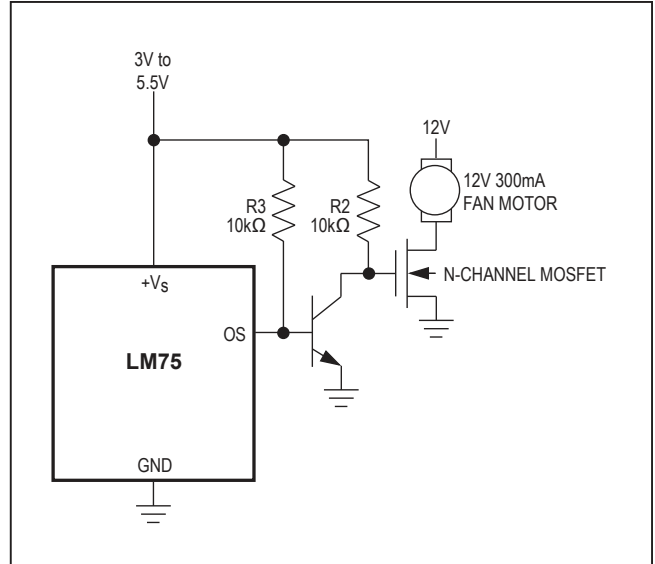 3V to
5.5V
12V
12V 300mA
FAN MOTOR
R3
10kΩ
R2
10kΩ
N-CHANNEL MOSFET
+VS
OS
LM75
GND